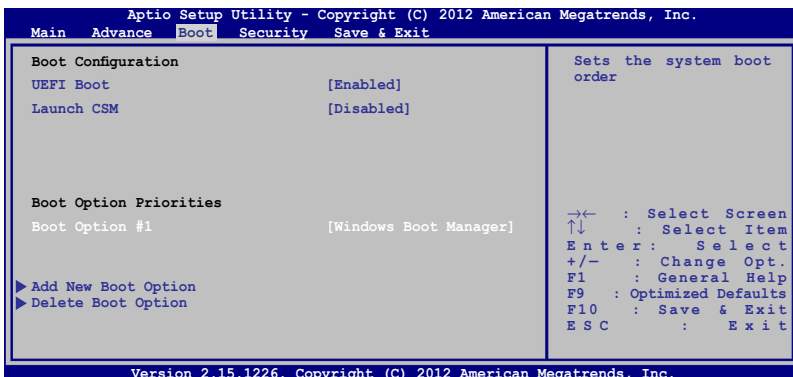 Aptio Setup Utility - Copyright (C) 2012 American Megatrends, Inc.
Main Advance Boot Security Save & Exit
Boot Configuration
UEFI Boot [Enabled]
Launch CSM [Disabled]
Boot Option Priorities
Boot Option #1 [Windows Boot Manager]
Add New Boot Option
Delete Boot Option
Sets the system boot
order
→← : Select Screen
↑↓ : Select Item
Enter: Select
+/— : Change Opt.
F1 : General Help
F9 : Optimized Defaults
F10 : Save & Exit
ESC : Exit
Version 2.15.1226. Copyright (C) 2012 American Megatrends, Inc.